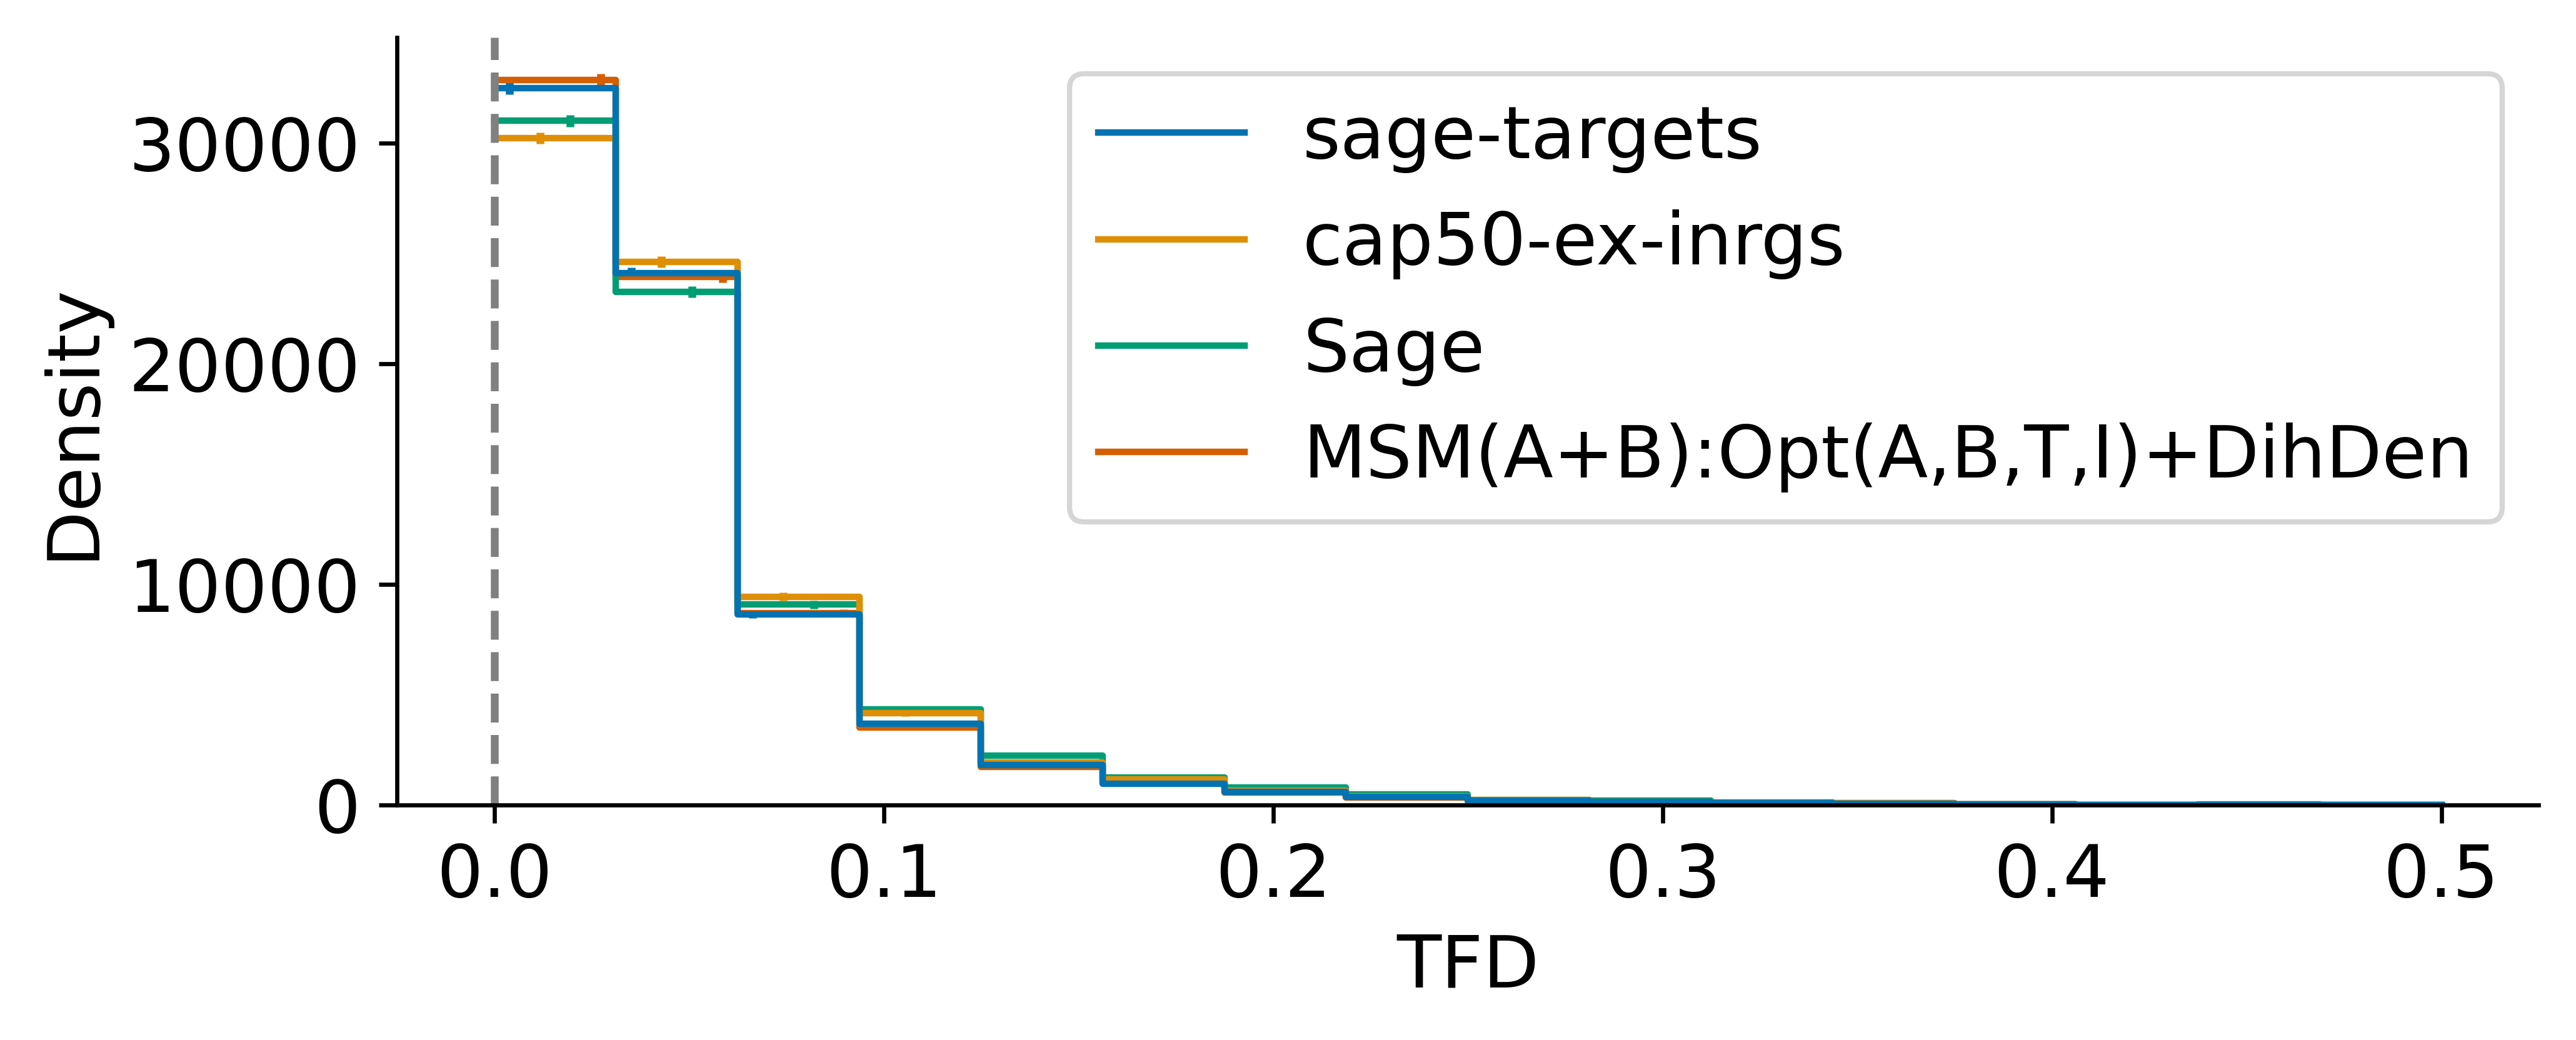 Density
30000
20000
10000
0
sage-targets
cap50-ex-inrgs
Sage
MSM(A+B):Opt(A,B,T,I)+DihDen
0.0 0.1 0.2 0.3 0.4 0.5
TFD